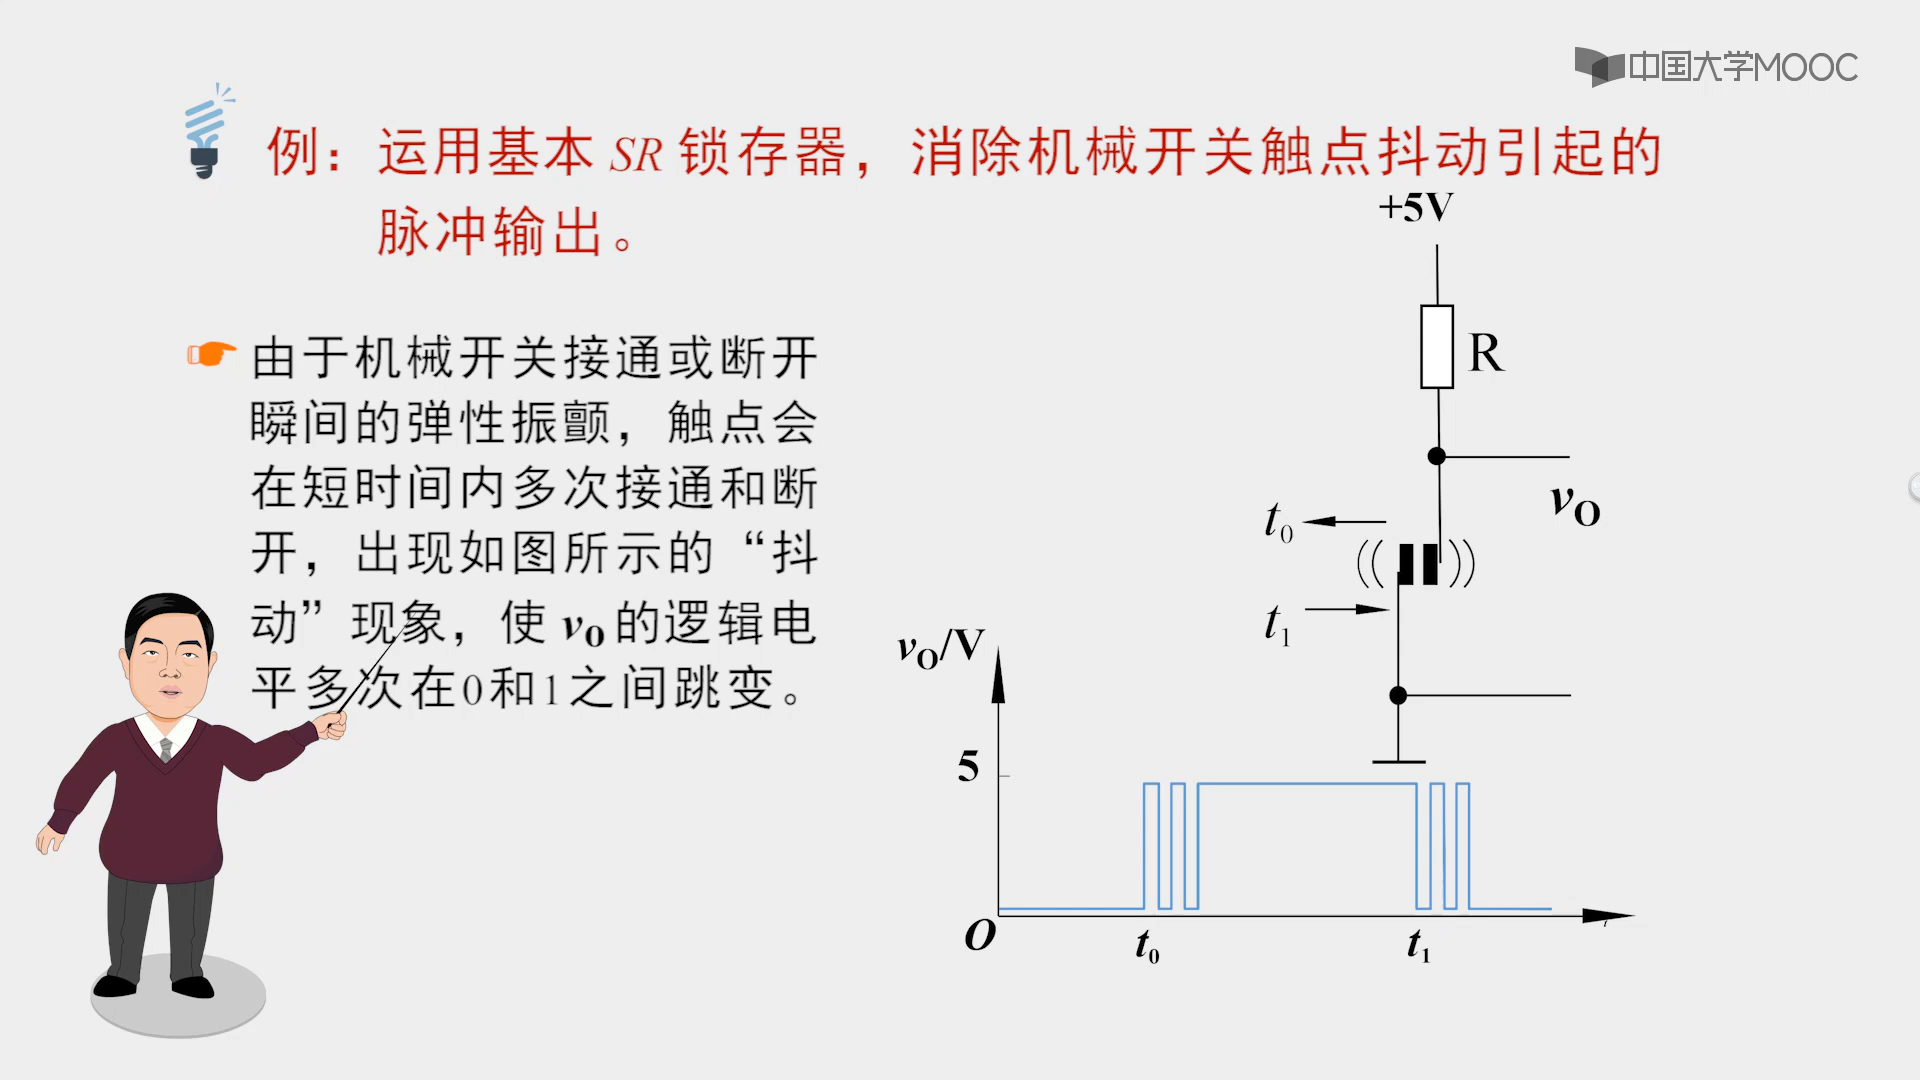 中国大学MOOC
例：运用基本 SR 锁存器，消除机械开关触点抖动引起的
脉冲输出。
由于机械开关接通或断开
瞬间的弹性振颤，触点会
在短时间内多次接通和断
开，出现如图所示的“抖
动”现象，使 vO 的逻辑电
平多次在0和1之间跳变。
+5V
R
vO
t0
(( ))
t1
vO/V
5
O
t0
t1
t